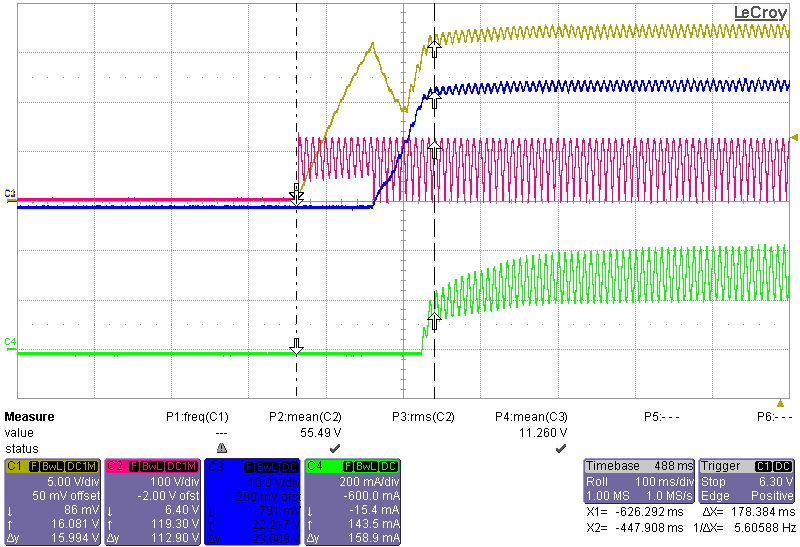 LeCroy
C2
C4
Measure P1:freq(C1) P2:mean(C2) P3:rms(C2) P4:mean(C3) P5:- - - P6:- - -
value --- 55.49 V 11.260 V
status
C1 F BwL DC1M
5.00 V/div
50 mV offset
↓ 86 mV
↑ 16.081 V
Δy 15.994 V
C2 F BwL DC1M
100 V/div
-2.00 V ofst
↓ 6.40 V
↑ 119.30 V
Δy 112.90 V
C3 F BwL DC
10.0 V/div
200 mV ofst
↓ -791 mV
↑ 22.217 V
Δy 23.008 V
C4 F BwL DC
200 mA/div
-600.0 mA
↓ -15.4 mA
↑ 143.5 mA
Δy 158.9 mA
Timebase 488 ms
Roll 100 ms/div
1.00 MS 1.0 MS/s
Trigger C1 DC
Stop 6.30 V
Edge Positive
X1= -626.292 ms ΔX= 178.384 ms
X2= -447.908 ms 1/ΔX= 5.60588 Hz